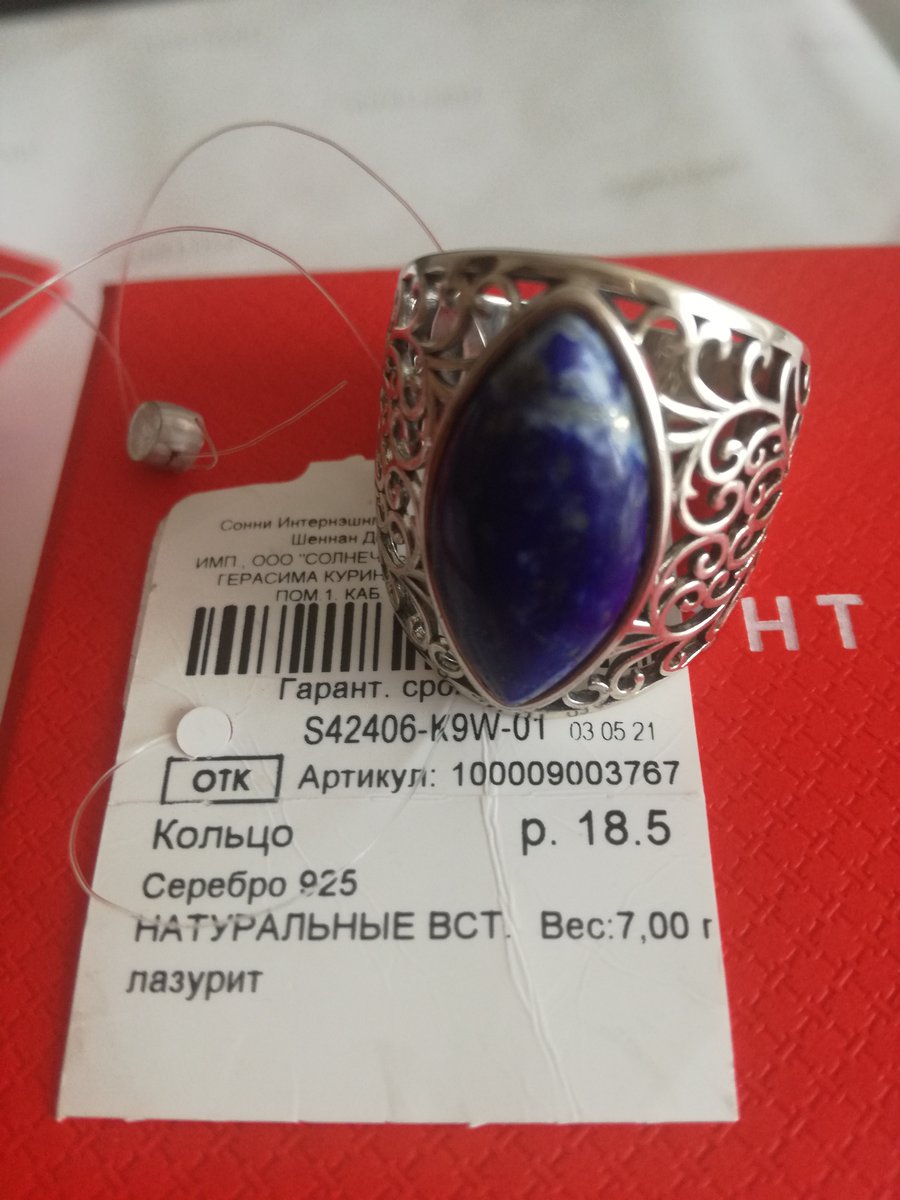 Сонни Интернэшнл
Шеннан Д
ИМП., ООО "СОЛНЕЧ
ГЕРАСИМА КУРИН
ПОМ.1. КАБ.
НТ
Гарант. сро
S42406-K9W-01 03 05 21
ОТК Артикул: 100009003767
Кольцо р. 18.5
Серебро 925
НАТУРАЛЬНЫЕ ВСТ. Вес:7,00 г
лазурит